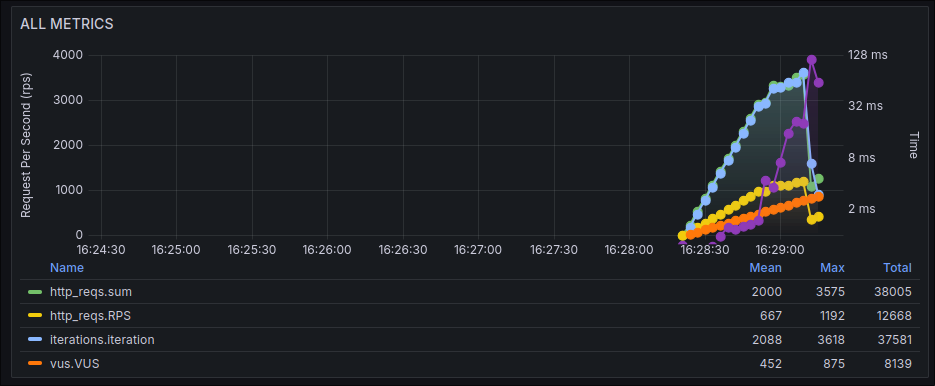 ALL METRICS
Request Per Second (rps)
4000
3000
2000
1000
0
128 ms
32 ms
8 ms
2 ms
Time
16:24:30 16:25:00 16:25:30 16:26:00 16:26:30 16:27:00 16:27:30 16:28:00 16:28:30 16:29:00
Name Mean Max Total
http_reqs.sum 2000 3575 38005
http_reqs.RPS 667 1192 12668
iterations.iteration 2088 3618 37581
vus.VUS 452 875 8139